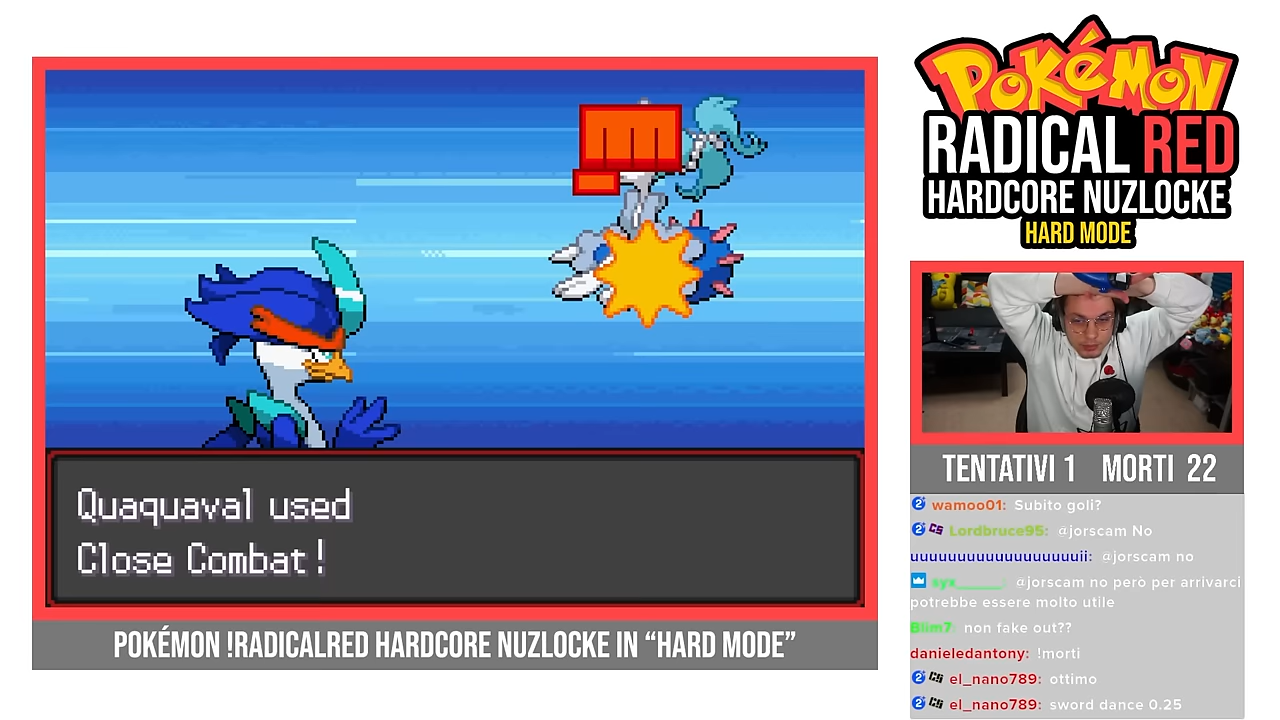 Quaquaval used
Close Combat!
POKÉMON !RADICALRED HARDCORE NUZLOCKE IN “HARD MODE”
POKÉMON
RADICAL RED
HARDCORE NUZLOCKE
HARD MODE
TENTATIVI 1 MORTI 22
wamoo01: Subito goli?
Lordbruce95: @jorscam No
uuuuuuuuuuuuuuuuuuuii: @jorscam no
@jorscam no però per arrivarci
potrebbe essere molto utile
Blim7: non fake out??
danieledantony: !morti
el_nano789: ottimo
el_nano789: sword dance 0.25